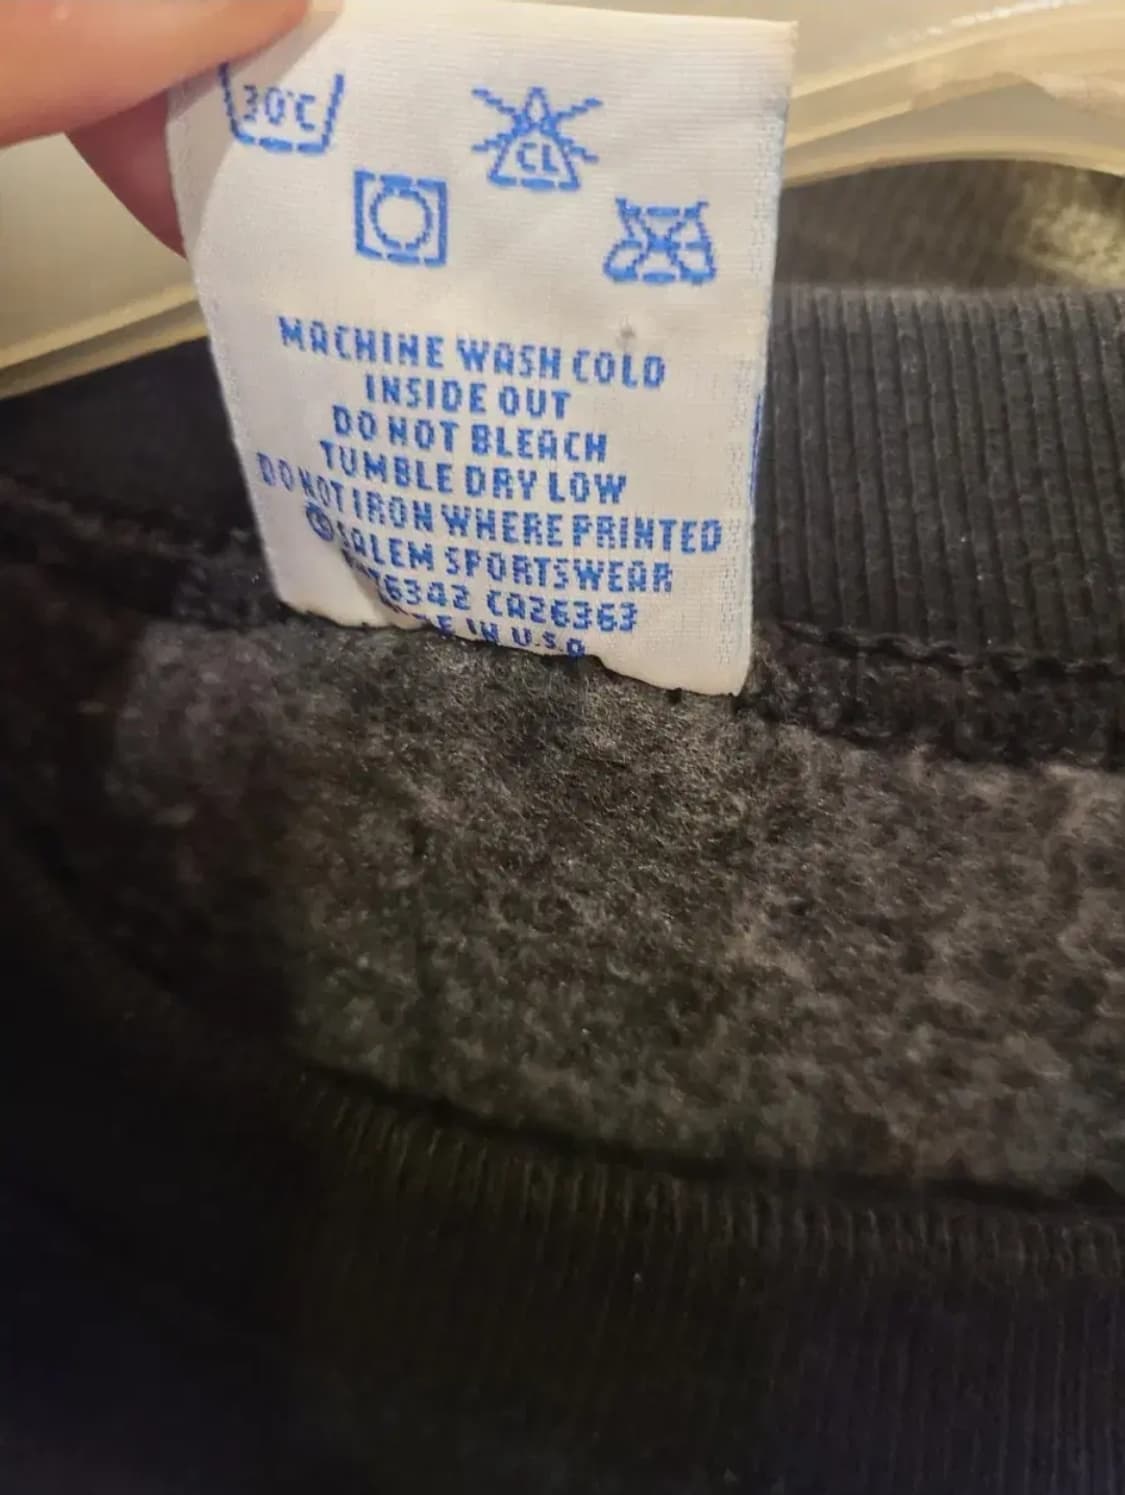 30°C
CL
MACHINE WASH COLD
INSIDE OUT
DO NOT BLEACH
TUMBLE DRY LOW
DO NOT IRON WHERE PRINTED
SALEM SPORTSWEAR
CA26363
IN U.S.A